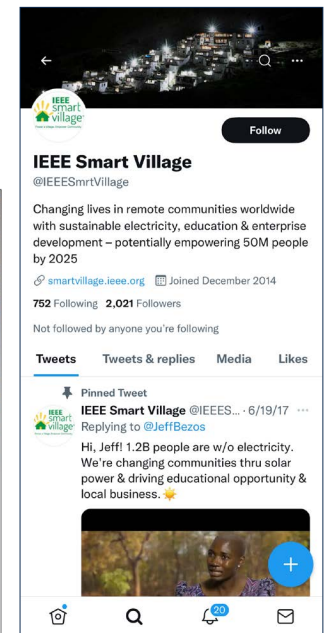 IEEE
smart
village
Follow
IEEE Smart Village
@IEEESmrtVillage
Changing lives in remote communities worldwide
with sustainable electricity, education & enterprise
development – potentially empowering 50M people
by 2025
smartvillage.ieee.org Joined December 2014
752 Following 2,021 Followers
Not followed by anyone you're following
Tweets Tweets & replies Media Likes
Pinned Tweet
IEEE Smart Village @IEEES... · 6/19/17 ···
Replying to @JeffBezos
IEEE
smart
village
Hi, Jeff! 1.2B people are w/o electricity.
We're changing communities thru solar
power & driving educational opportunity &
local business. ☀️
20